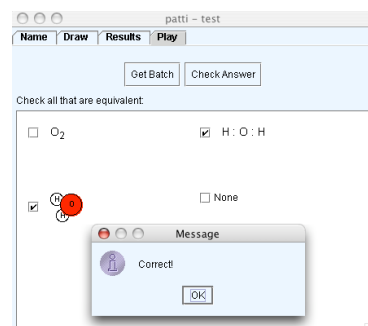 patti - test
Name Draw Results Play
Get Batch Check Answer
Check all that are equivalent:
O2 H : O : H
H O H
None
Message
i
Correct!
OK